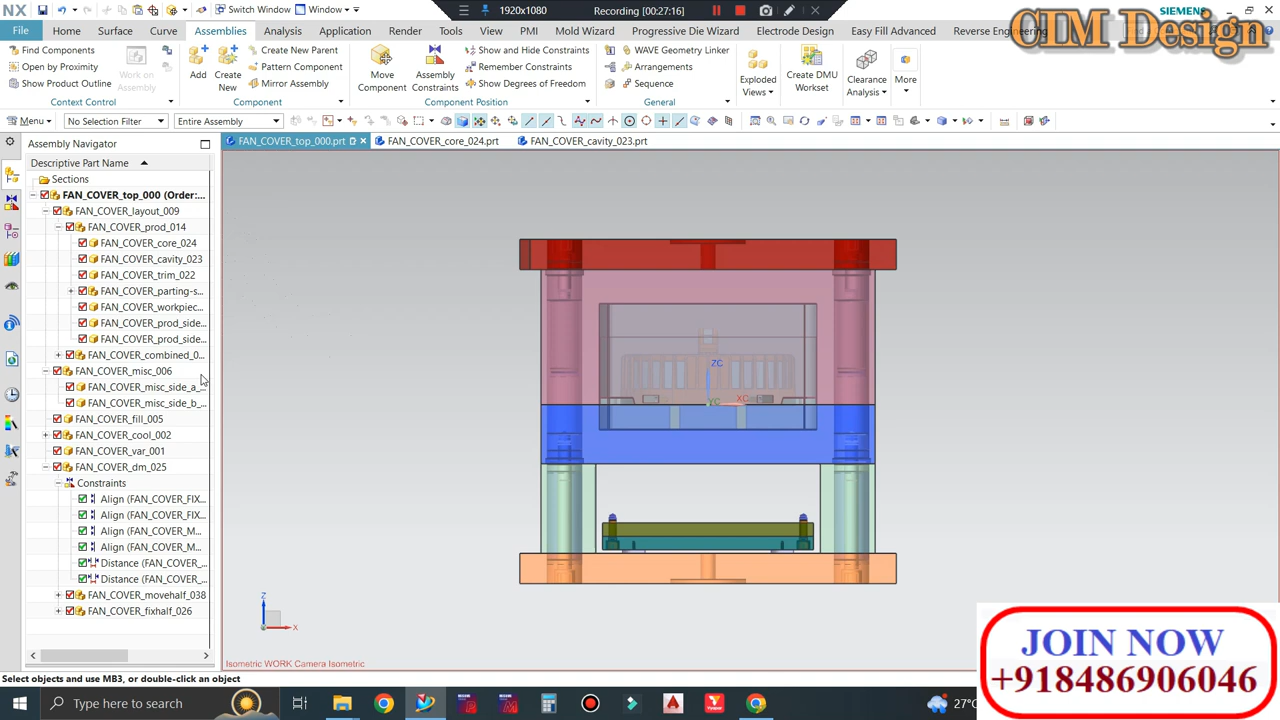 NX
Switch Window
Window
1920x1080
Recording [00:27:16]
SIEMENS
CIM Design
File
Home
Surface
Curve
Assemblies
Analysis
Application
Render
Tools
View
PMI
Mold Wizard
Progressive Die Wizard
Electrode Design
Easy Fill Advanced
Reverse Engineering
Find Components
Open by Proximity
Show Product Outline
Work on
Assembly
Context Control
Add
Create
New
Create New Parent
Pattern Component
Mirror Assembly
Component
Move
Component
Assembly
Constraints
Show and Hide Constraints
Remember Constraints
Show Degrees of Freedom
Component Position
WAVE Geometry Linker
Arrangements
Sequence
General
Exploded
Views
Create DMU
Workset
Clearance
Analysis
More
Menu
No Selection Filter
Entire Assembly
Assembly Navigator
FAN_COVER_top_000.prt
FAN_COVER_core_024.prt
FAN_COVER_cavity_023.prt
Descriptive Part Name
Sections
FAN_COVER_top_000 (Order:...
FAN_COVER_layout_009
FAN_COVER_prod_014
FAN_COVER_core_024
FAN_COVER_cavity_023
FAN_COVER_trim_022
FAN_COVER_parting-s...
FAN_COVER_workpiec...
FAN_COVER_prod_side...
FAN_COVER_prod_side...
FAN_COVER_combined_0...
FAN_COVER_misc_006
FAN_COVER_misc_side_a_...
FAN_COVER_misc_side_b_...
FAN_COVER_fill_005
FAN_COVER_cool_002
FAN_COVER_var_001
FAN_COVER_dm_025
Constraints
Align (FAN_COVER_FIX...
Align (FAN_COVER_FIX...
Align (FAN_COVER_M...
Align (FAN_COVER_M...
Distance (FAN_COVER_...
Distance (FAN_COVER_...
FAN_COVER_movehalf_038
FAN_COVER_fixhalf_026
ZC
YC
XC
Z
X
Isometric WORK Camera Isometric
Select objects and use MB3, or double-click an object
JOIN NOW
+918486906046
Type here to search
27°C